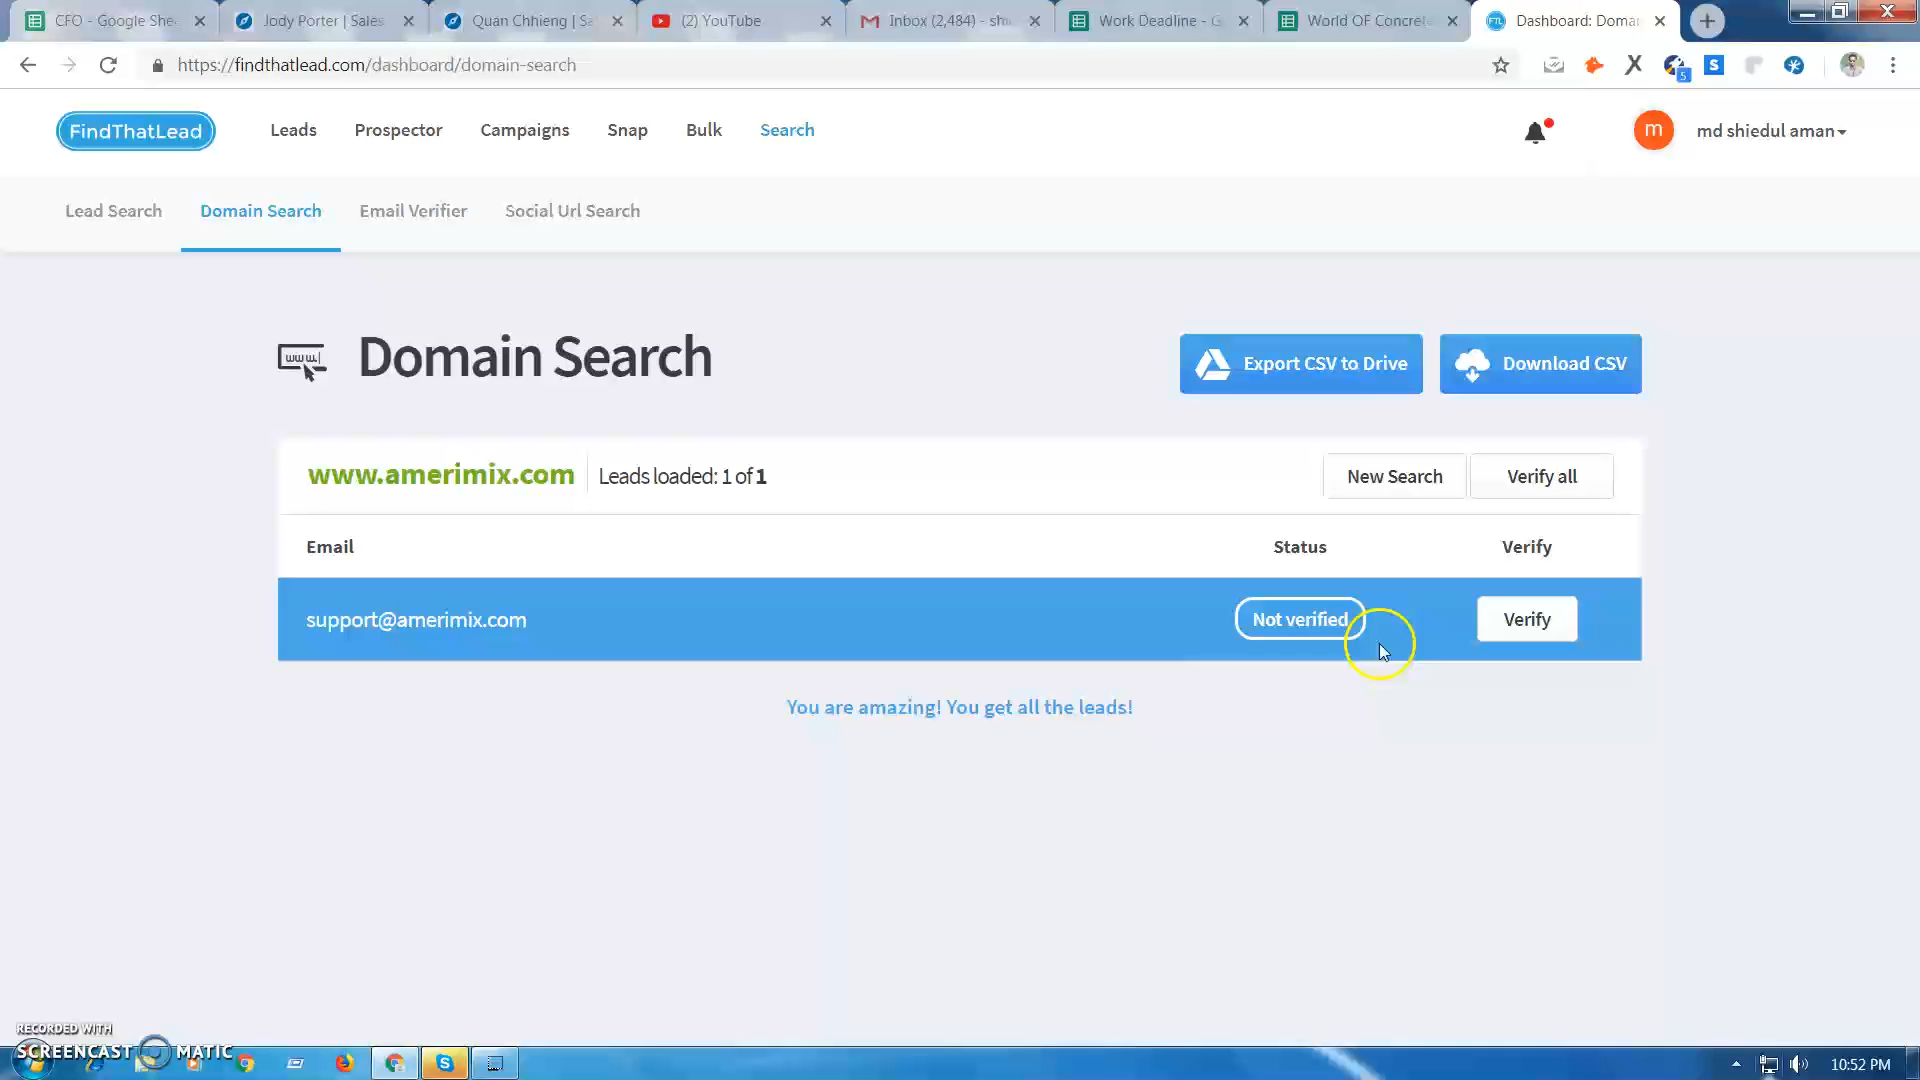 CFO - Google She
Jody Porter | Sales
Quan Chhieng | Sa
(2) YouTube
Inbox (2,484) - shi
Work Deadline - G
World OF Concrete
Dashboard: Domai
https://findthatlead.com/dashboard/domain-search
5
FindThatLead
Leads
Prospector
Campaigns
Snap
Bulk
Search
m
md shiedul aman
Lead Search
Domain Search
Email Verifier
Social Url Search
Domain Search
Export CSV to Drive
Download CSV
www.amerimix.com
Leads loaded: 1 of 1
New Search
Verify all
Email
Status
Verify
support@amerimix.com
Not verified
Verify
You are amazing! You get all the leads!
RECORDED WITH
SCREENCAST MATIC
10:52 PM